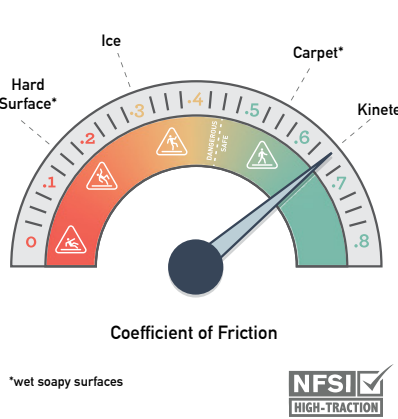 Ice
Carpet*
Hard
Surface*
Kinete
0
.1
.2
.3
.4
.5
.6
.7
.8
DANGEROUS
SAFE
Coefficient of Friction
*wet soapy surfaces
NFSI
HIGH-TRACTION